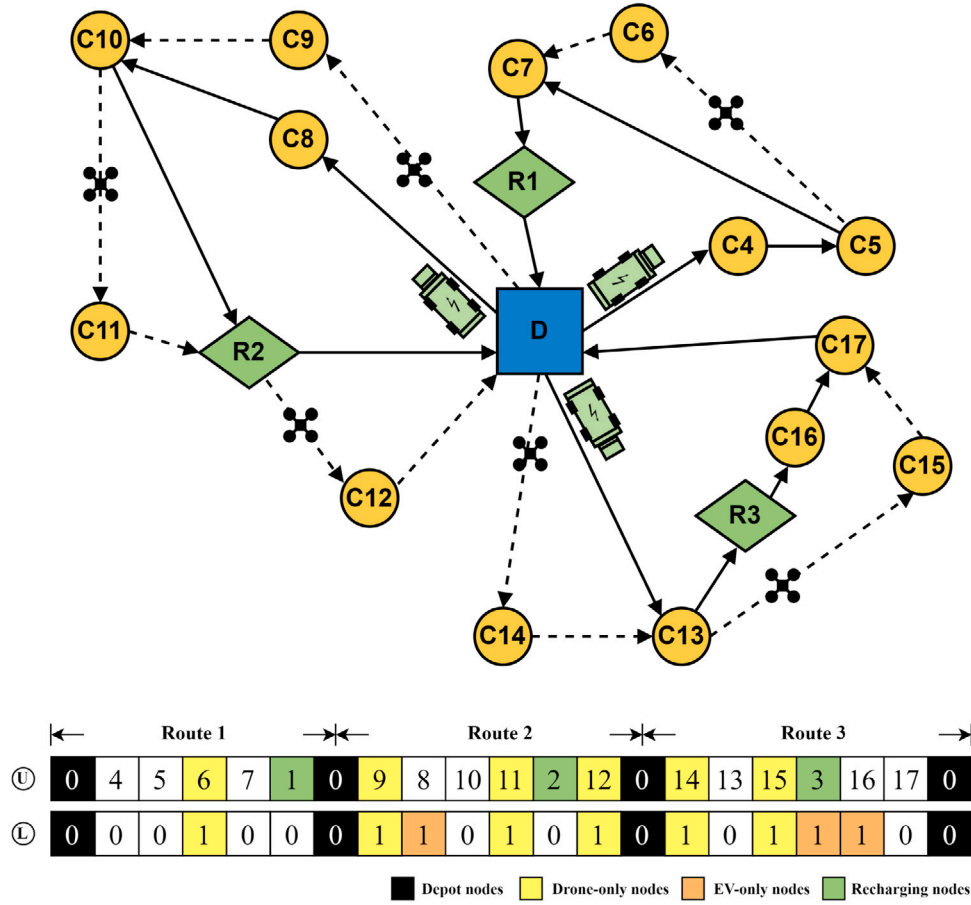 C10
C9
C6
C7
C8
R1
C4
C5
C11
R2
D
C17
C16
C15
C12
R3
C14
C13
Route 1 Route 2 Route 3
U 0 4 5 6 7 1 0 9 8 10 11 2 12 0 14 13 15 3 16 17 0
L 0 0 0 1 0 0 0 1 1 0 1 0 1 0 1 0 1 1 1 0 0
Depot nodes Drone-only nodes EV-only nodes Recharging nodes